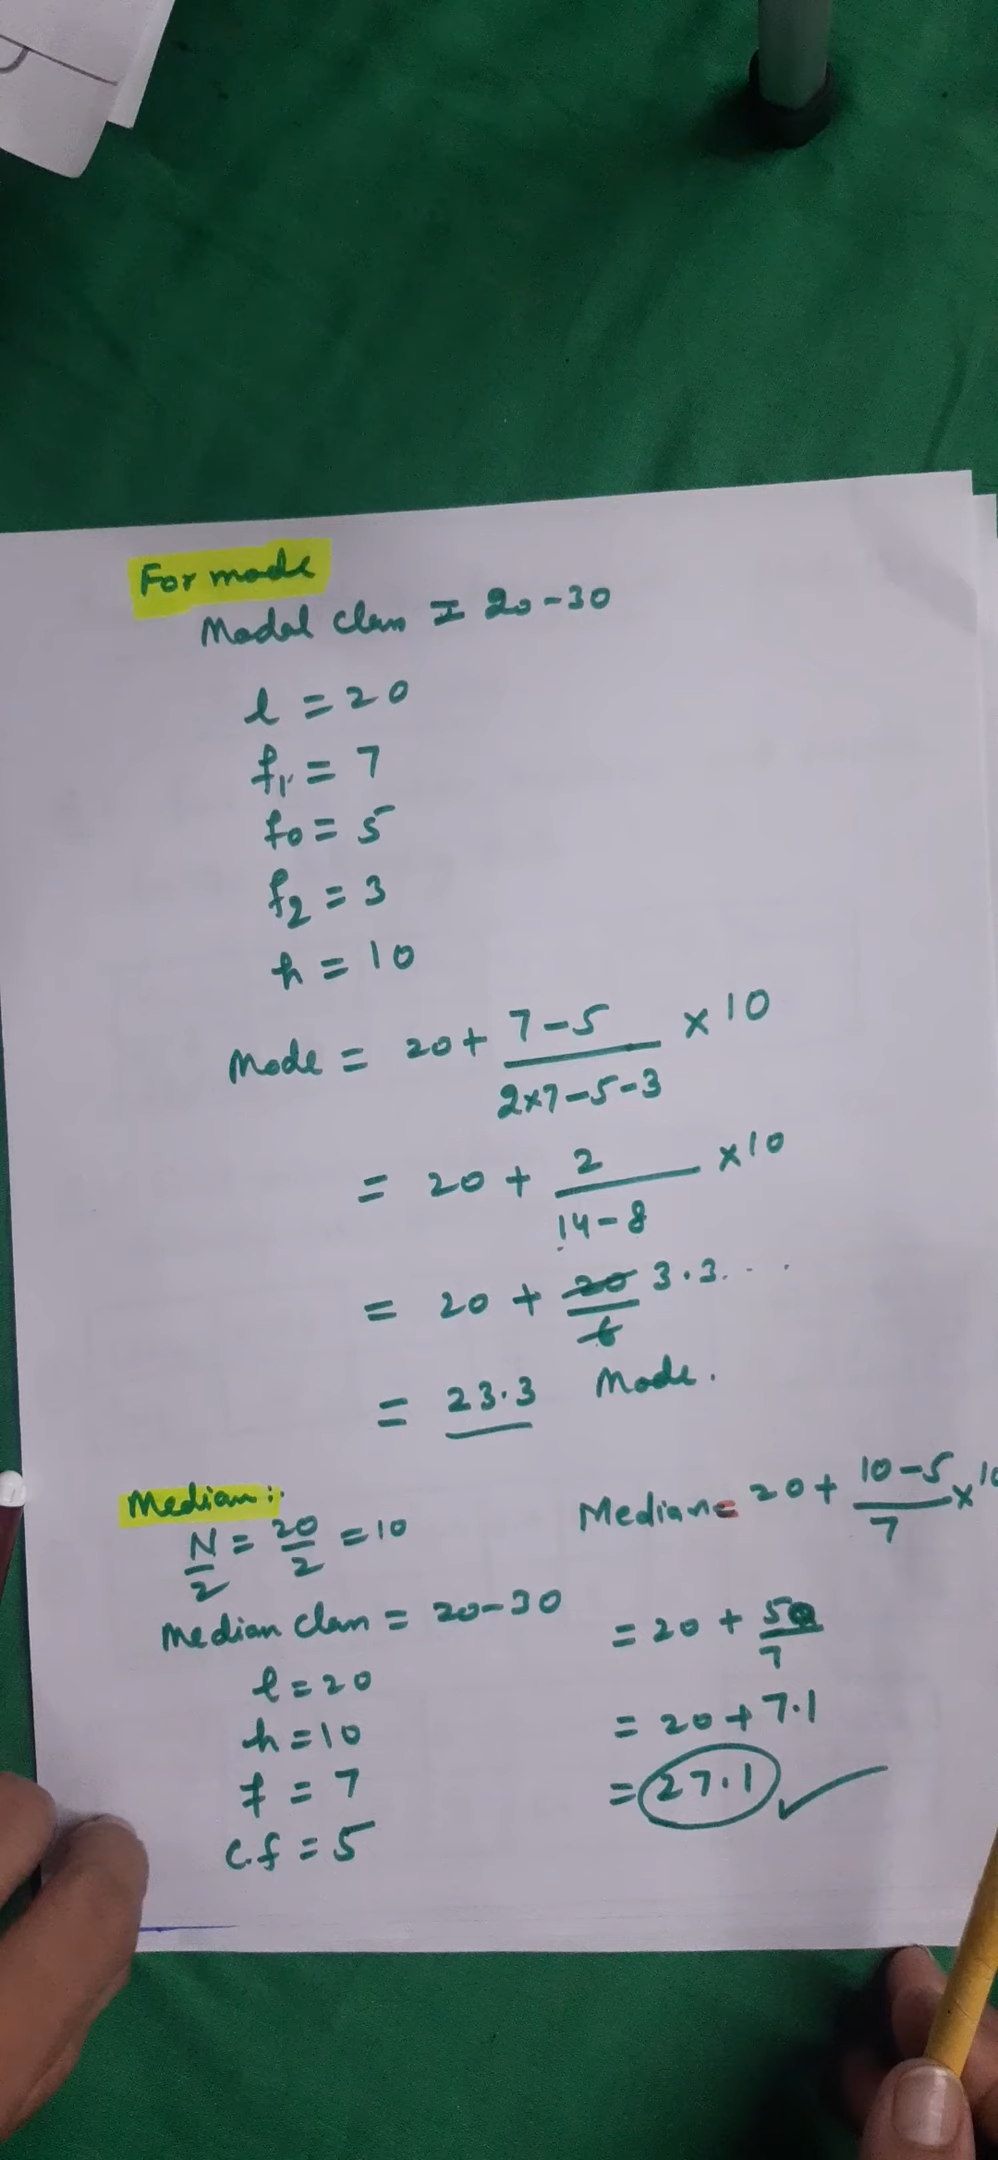 For mode
Modal class = 20-30
l = 20
f₁ = 7
f₀ = 5
f₂ = 3
h = 10
Mode = 20 + 7-5 / 2×7-5-3 × 10
= 20 + 2 / 14-8 ×10
= 20 + 20/6 3.3...
= 23.3 Mode.
Median:
N/2 = 20/2 = 10
Median class = 20-30
l = 20
h = 10
f = 7
c.f = 5
Median = 20 + 10-5 / 7 × 10
= 20 + 50/7
= 20 + 7.1
= 27.1 ✓